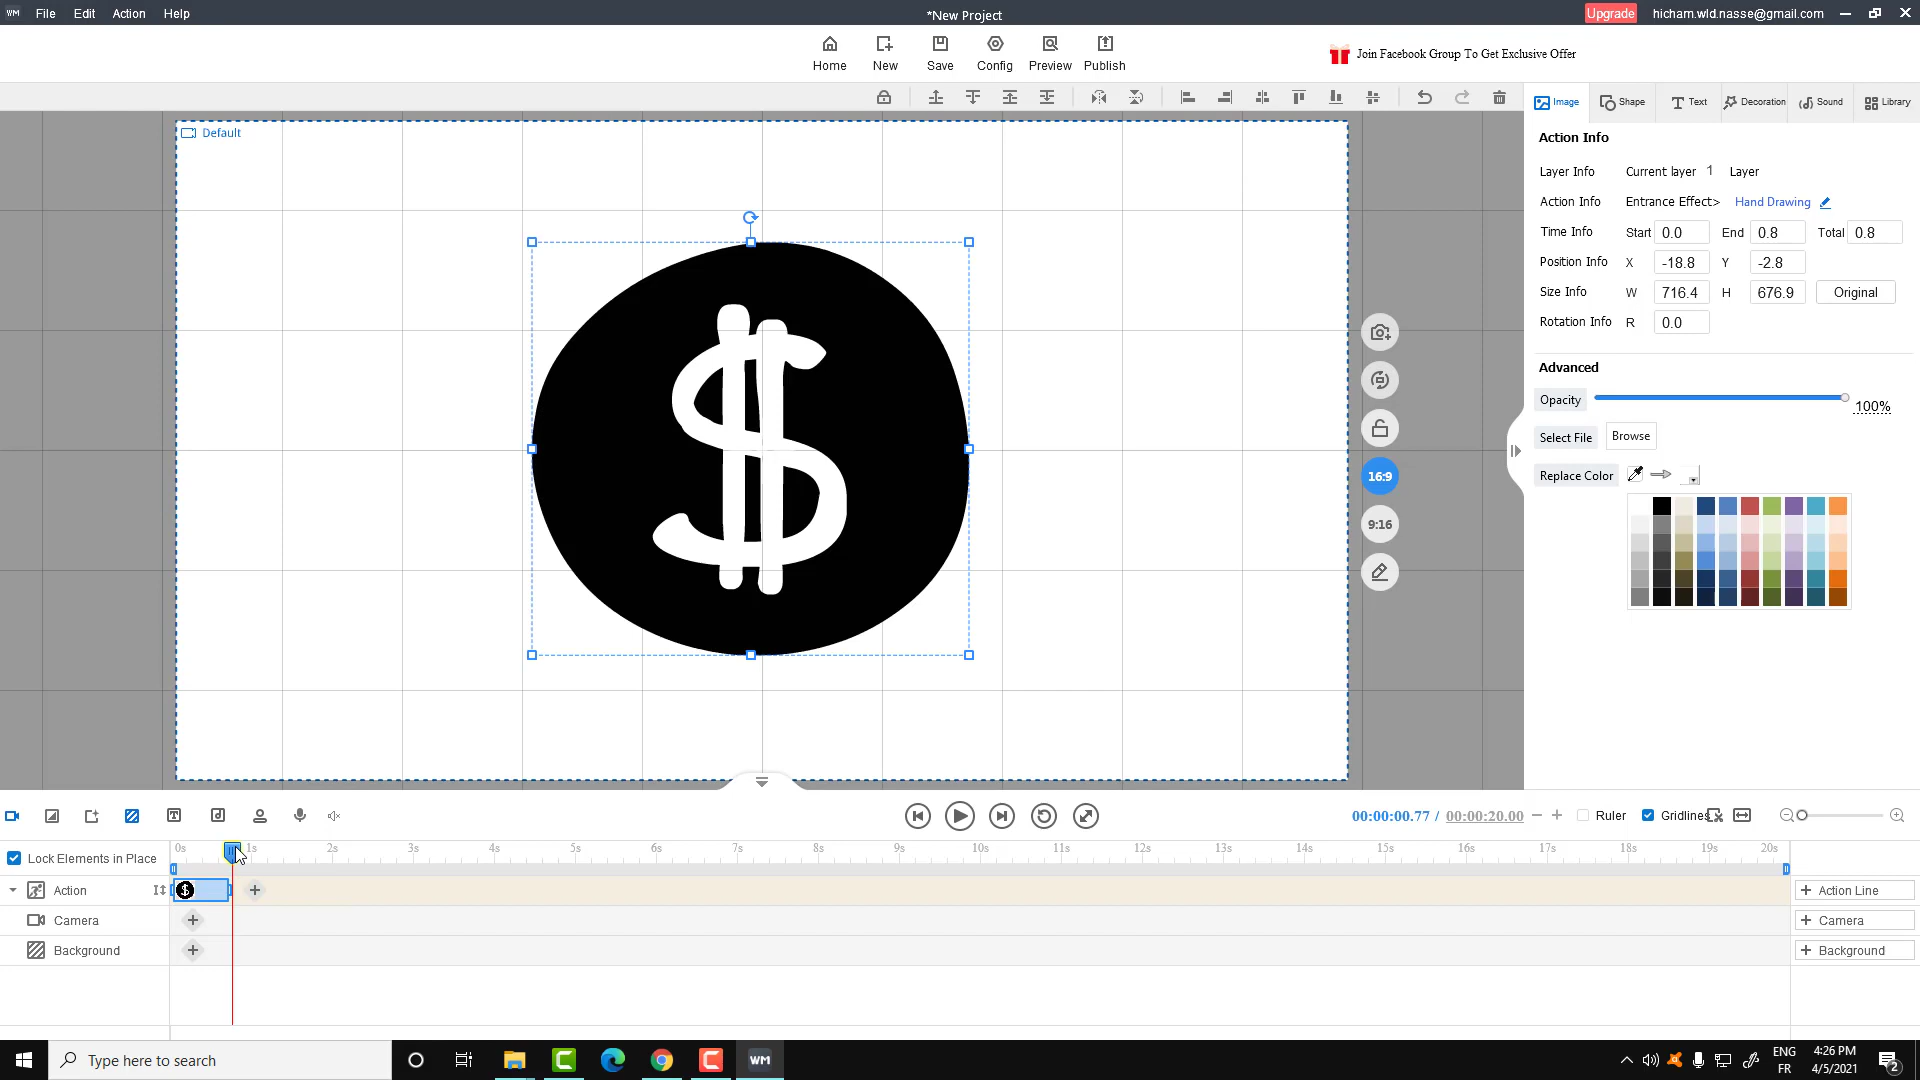 WM File Edit Action Help *New Project Upgrade hicham.wld.nasse@gmail.com
Home New Save Config Preview Publish
Join Facebook Group To Get Exclusive Offer
Image Shape Text Decoration Sound Library
Default
Action Info
Layer Info Current layer 1 Layer
Action Info Entrance Effect> Hand Drawing
Time Info Start 0.0 End 0.8 Total 0.8
Position Info X -18.8 Y -2.8
Size Info W 716.4 H 676.9 Original
Rotation Info R 0.0
Advanced
Opacity 100%
Select File Browse
Replace Color
$
16:9
9:16
00:00:00.77 / 00:00:20.00 Ruler Gridlines
Lock Elements in Place 0s 1s 2s 3s 4s 5s 6s 7s 8s 9s 10s 11s 12s 13s 14s 15s 16s 17s 18s 19s 20s
Action $ + Action Line
Camera + Camera
Background + Background
Type here to search WM ENG FR 4:26 PM 4/5/2021 2